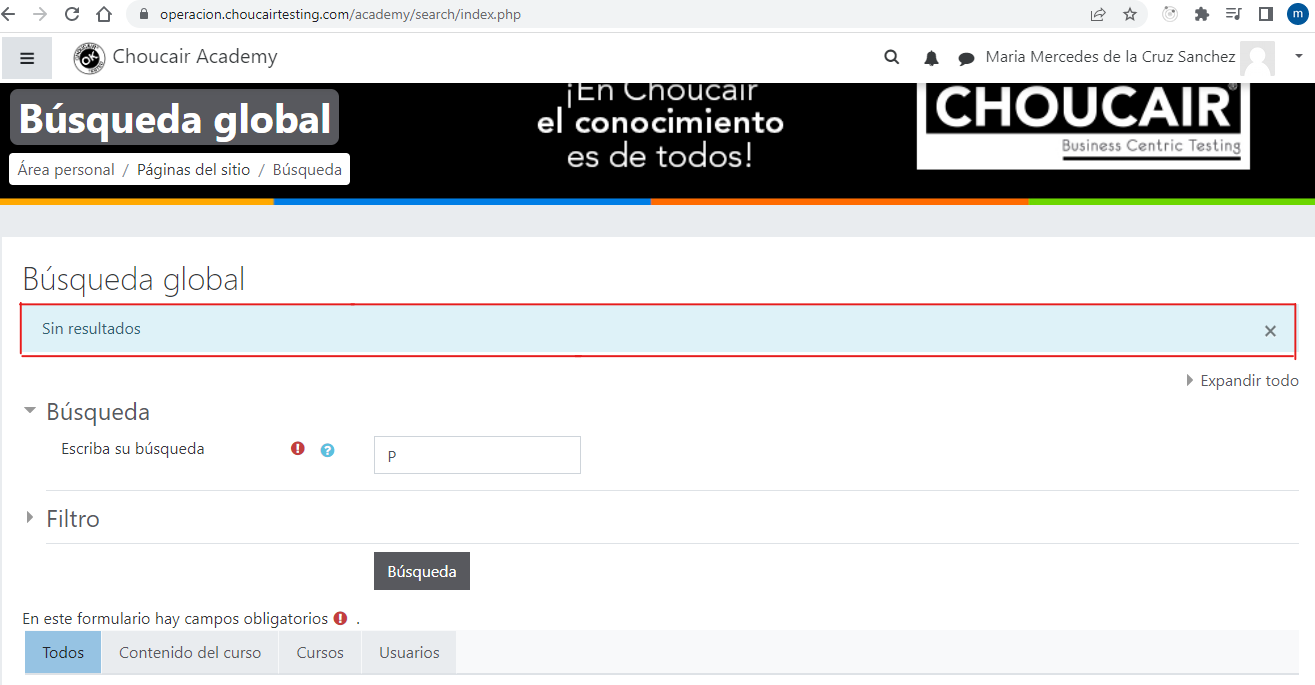 operacion.choucairtesting.com/academy/search/index.php
m
Choucair Academy
Maria Mercedes de la Cruz Sanchez
Búsqueda global
¡En Choucair
el conocimiento
es de todos!
CHOUCAIR®
Business Centric Testing
Área personal / Páginas del sitio / Búsqueda
Búsqueda global
Sin resultados
×
Expandir todo
Búsqueda
Escriba su búsqueda
P
Filtro
Búsqueda
En este formulario hay campos obligatorios .
Todos
Contenido del curso
Cursos
Usuarios